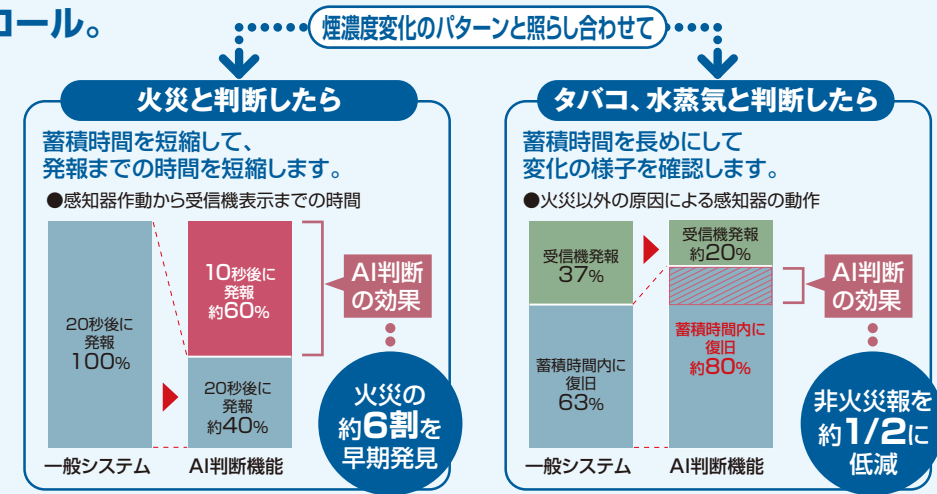 コール。
煙濃度変化のパターンと照らし合わせて
火災と判断したら
蓄積時間を短縮して、
発報までの時間を短縮します。
●感知器作動から受信機表示までの時間
20秒後に
発報
100%
一般システム
10秒後に
発報
約60%
20秒後に
発報
約40%
AI判断機能
AI判断
の効果
火災の
約6割を
早期発見
タバコ、水蒸気と判断したら
蓄積時間を長めにして
変化の様子を確認します。
●火災以外の原因による感知器の動作
受信機発報
37%
蓄積時間内に
復旧
63%
一般システム
受信機発報
約20%
蓄積時間内に
復旧
約80%
AI判断機能
AI判断
の効果
非火災報を
約1/2に
低減